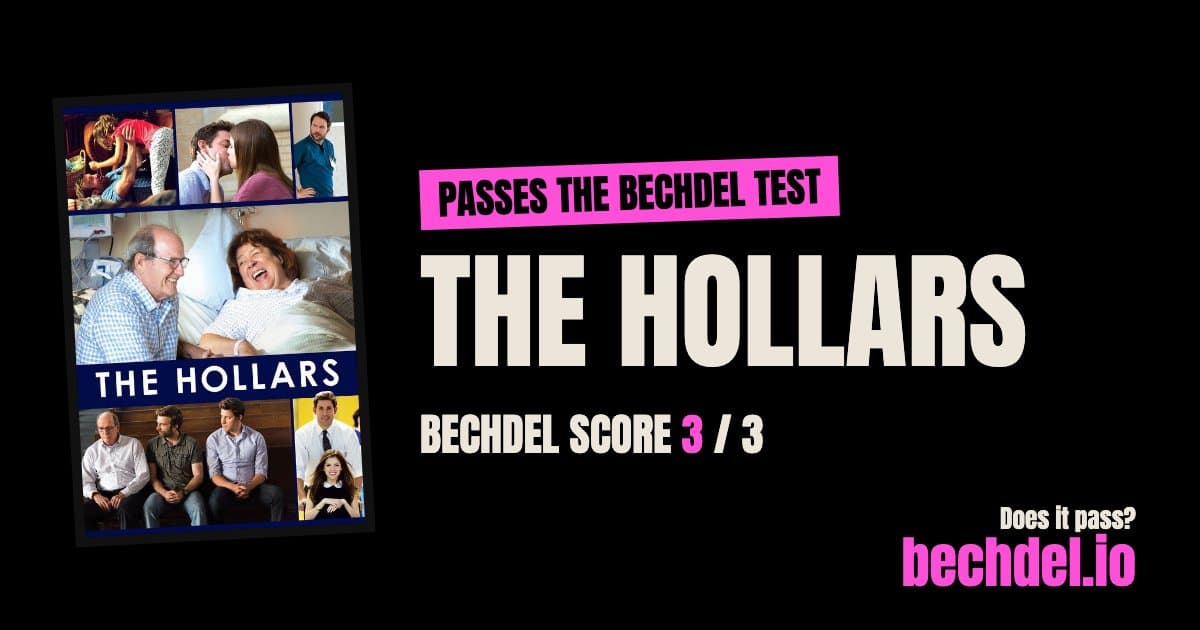 THE HOLLARS
PASSES THE BECHDEL TEST
THE HOLLARS
BECHDEL SCORE 3 / 3
Does it pass?
bechdel.io